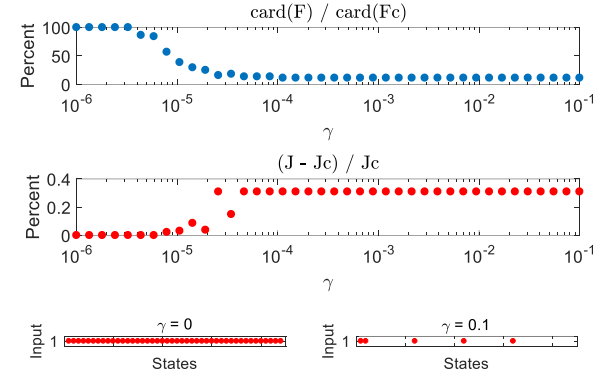 card(F) / card(Fc)
Percent
100
50
0
10^-6 10^-5 10^-4 10^-3 10^-2 10^-1
γ
(J - Jc) / Jc
Percent
0.4
0.2
0
10^-6 10^-5 10^-4 10^-3 10^-2 10^-1
γ
γ = 0
Input
1
States
γ = 0.1
Input
1
States